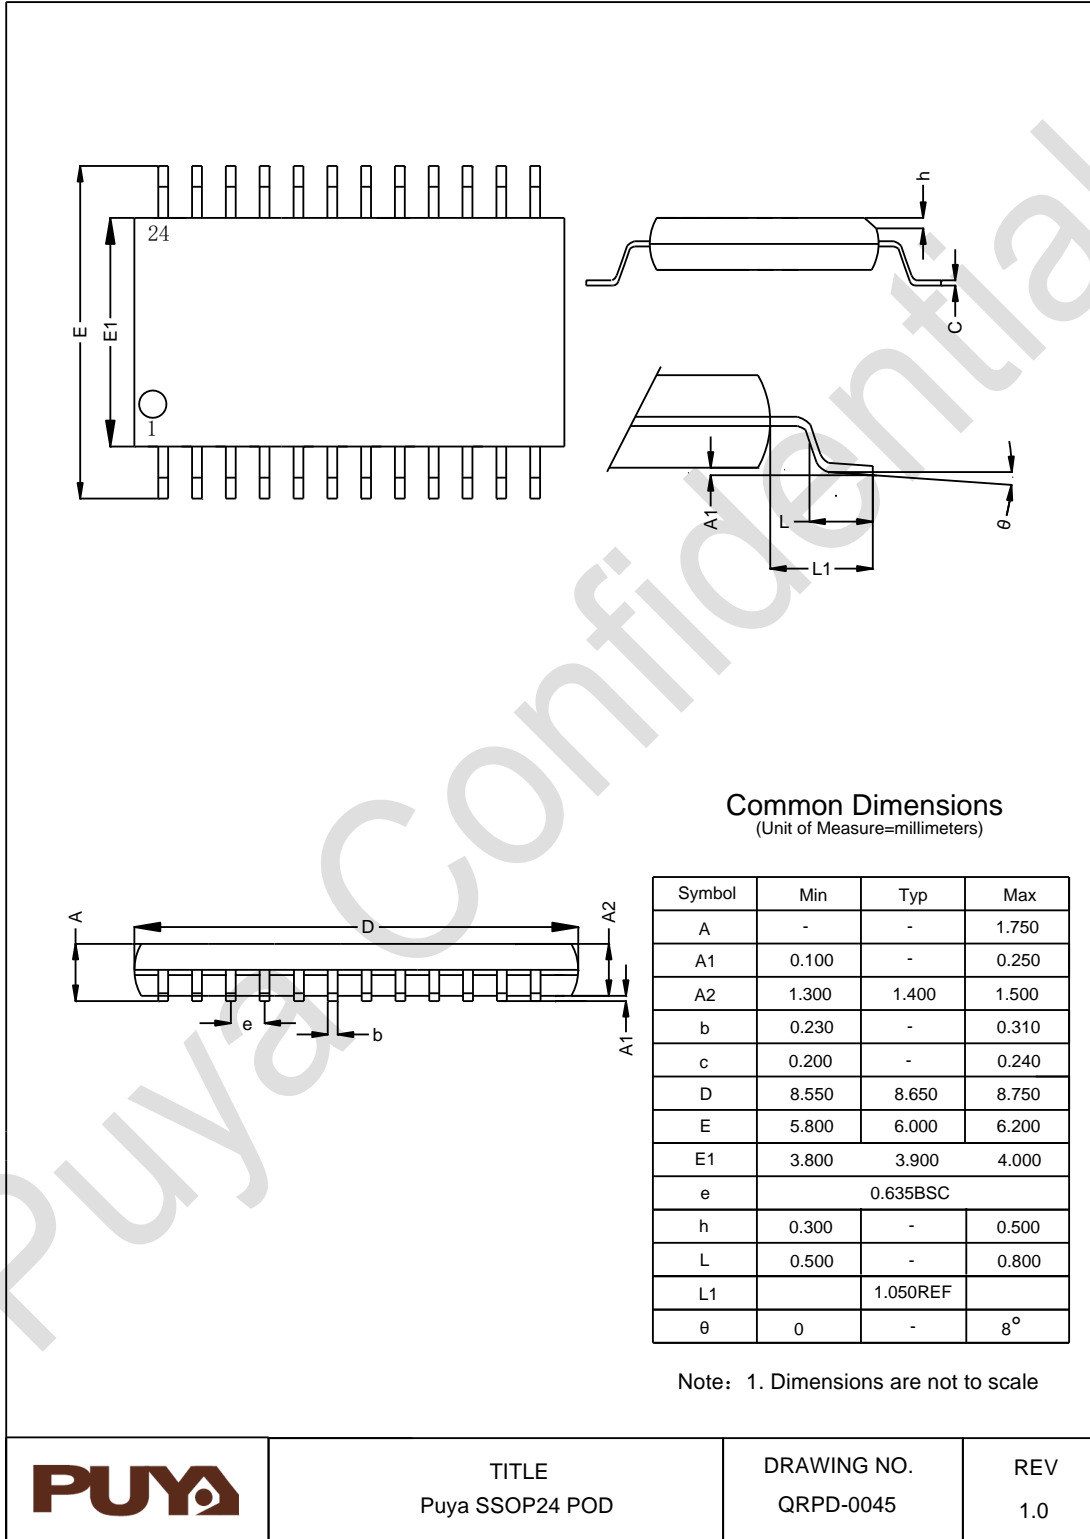 24
1
E
E1
h
C
A1
L
L1
θ
Puya Confidential
Common Dimensions
(Unit of Measure=millimeters)
A
D
A2
e
b
A1
Symbol Min Typ Max
A - - 1.750
A1 0.100 - 0.250
A2 1.300 1.400 1.500
b 0.230 - 0.310
c 0.200 - 0.240
D 8.550 8.650 8.750
E 5.800 6.000 6.200
E1 3.800 3.900 4.000
e 0.635BSC
h 0.300 - 0.500
L 0.500 - 0.800
L1 1.050REF
θ 0 - 8°
Note: 1. Dimensions are not to scale
PUYA
TITLE
Puya SSOP24 POD
DRAWING NO.
QRPD-0045
REV
1.0